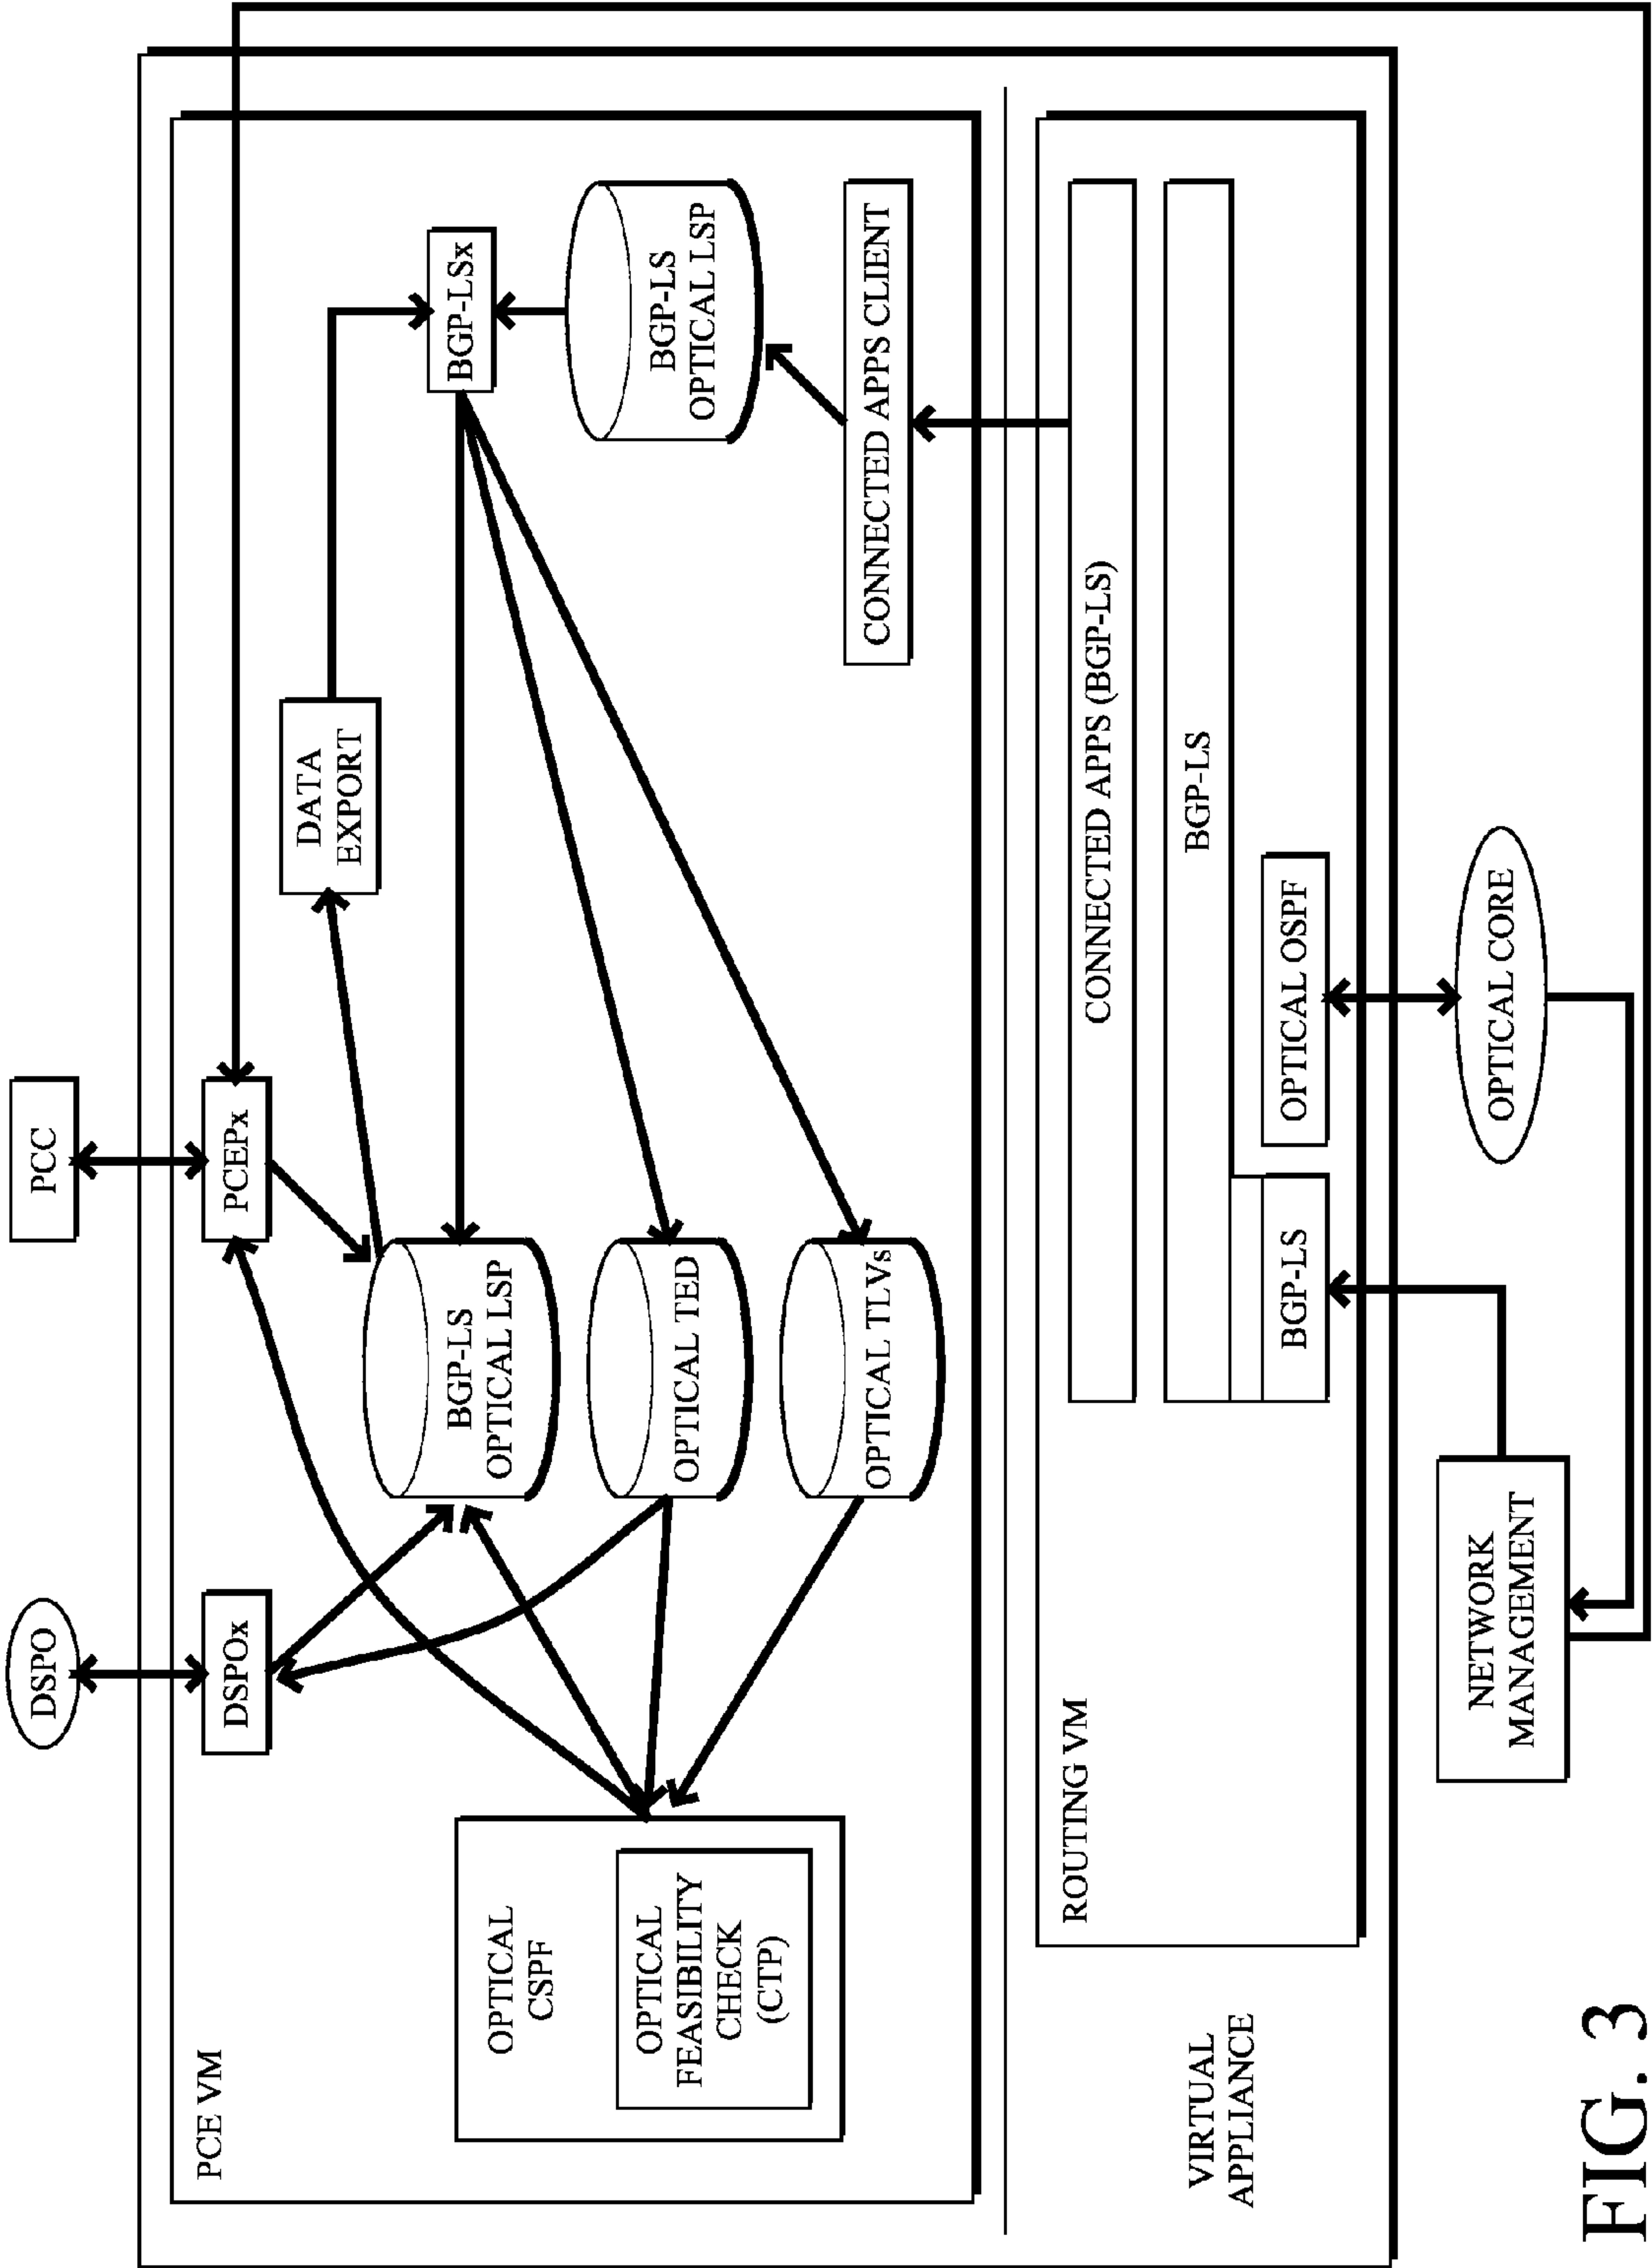 DSPO
PCC
PCE VM
DSPOx
PCEPx
DATA
EXPORT
BGP-LSx
OPTICAL
CSPF
OPTICAL
FEASIBILITY
CHECK
(CTP)
BGP-LS
OPTICAL LSP
OPTICAL TED
OPTICAL TLVs
BGP-LS
OPTICAL LSP
CONNECTED APPS CLIENT
ROUTING VM
CONNECTED APPS (BGP-LS)
BGP-LS
BGP-LS
OPTICAL OSPF
VIRTUAL
APPLIANCE
NETWORK
MANAGEMENT
OPTICAL CORE
FIG. 3